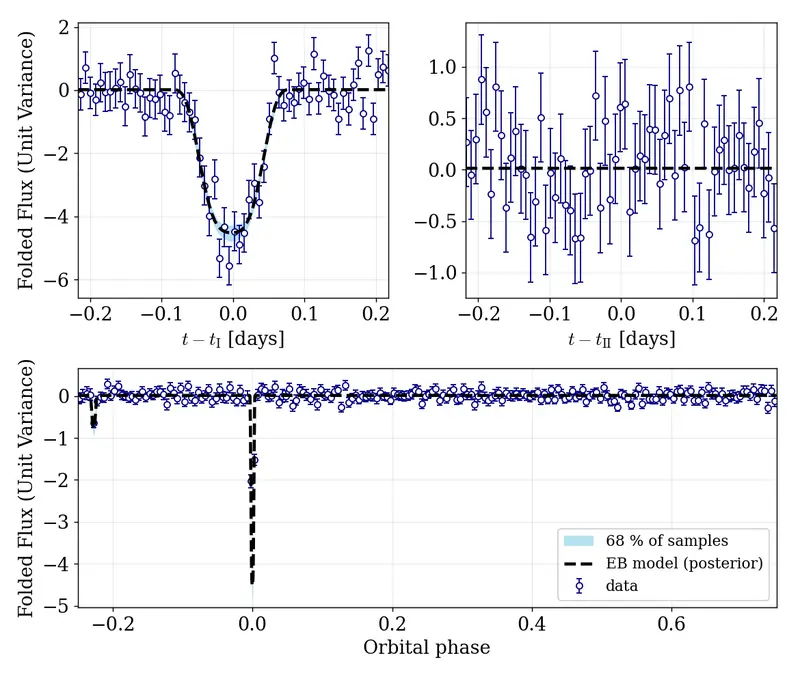 Folded Flux (Unit Variance)
2
0
−2
−4
−6
−0.2 −0.1 0.0 0.1 0.2
t − t_I [days]
1.0
0.5
0.0
−0.5
−1.0
−0.2 −0.1 0.0 0.1 0.2
t − t_II [days]
Folded Flux (Unit Variance)
0
−1
−2
−3
−4
−5
68 % of samples
EB model (posterior)
data
−0.2 0.0 0.2 0.4 0.6
Orbital phase